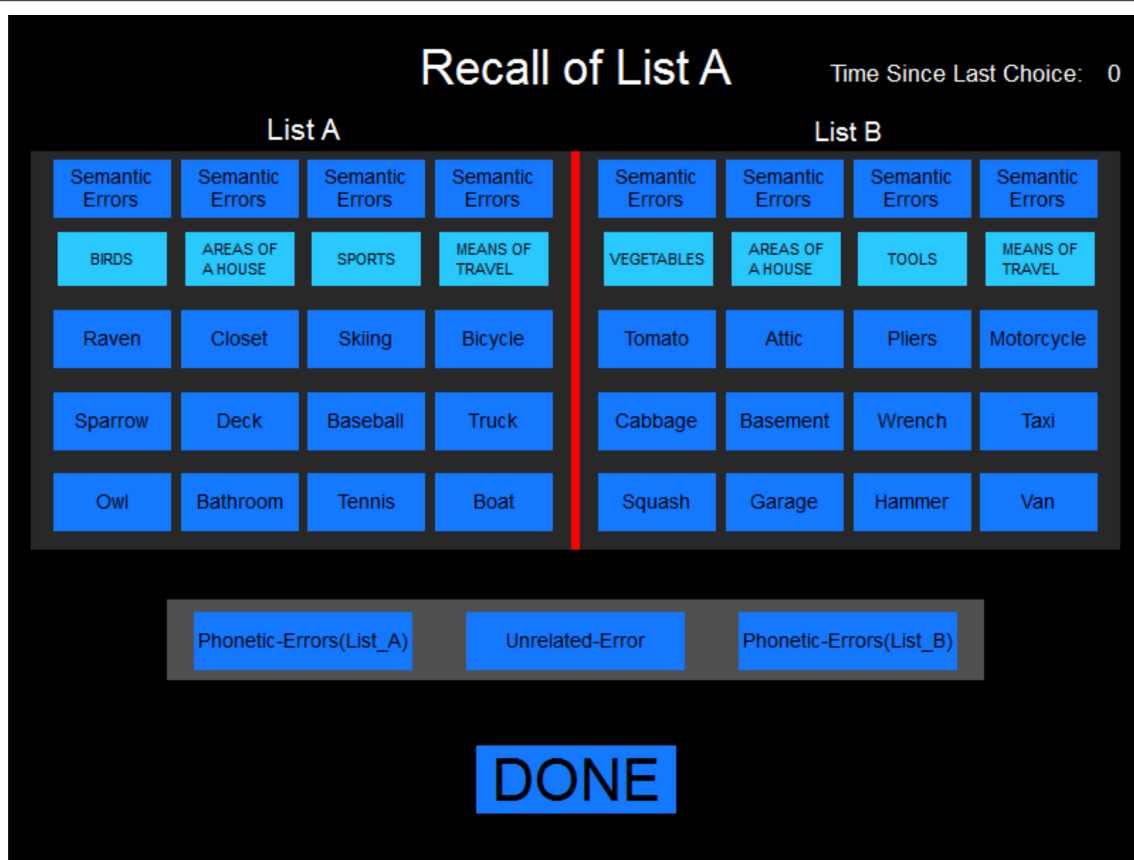 Recall of List A
Time Since Last Choice: 0
List A
List B
Semantic Errors Semantic Errors Semantic Errors Semantic Errors Semantic Errors Semantic Errors Semantic Errors Semantic Errors
BIRDS AREAS OF A HOUSE SPORTS MEANS OF TRAVEL VEGETABLES AREAS OF A HOUSE TOOLS MEANS OF TRAVEL
Raven Closet Skiing Bicycle Tomato Attic Pliers Motorcycle
Sparrow Deck Baseball Truck Cabbage Basement Wrench Taxi
Owl Bathroom Tennis Boat Squash Garage Hammer Van
Phonetic-Errors(List_A) Unrelated-Error Phonetic-Errors(List_B)
DONE